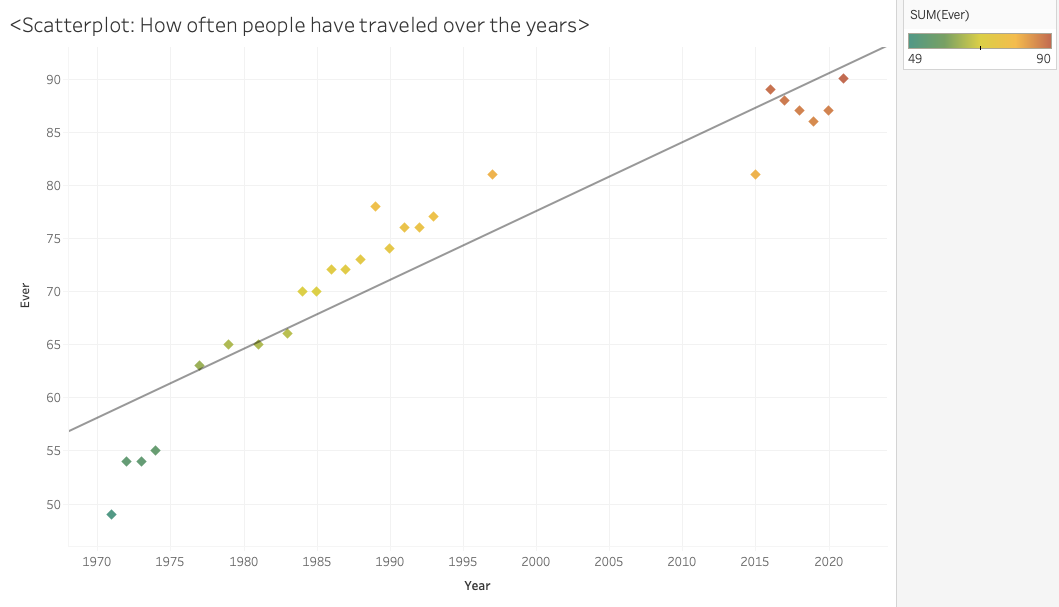 <Scatterplot: How often people have traveled over the years>
SUM(Ever)
49 90
90
85
80
75
70
65
60
55
50
Ever
1970 1975 1980 1985 1990 1995 2000 2005 2010 2015 2020
Year